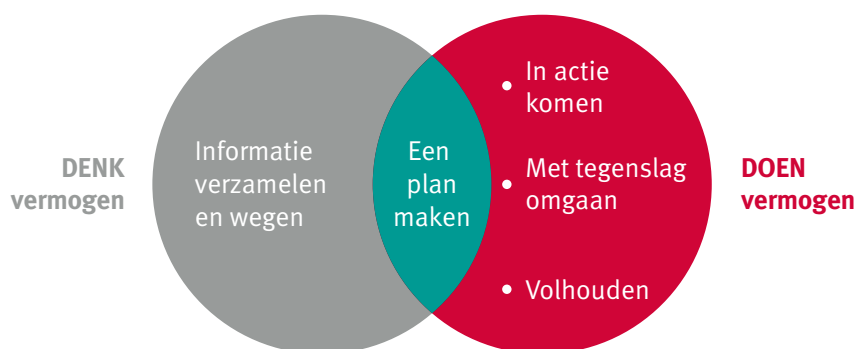 DENK
vermogen
Informatie
verzamelen
en wegen
Een
plan
maken
• In actie
komen
• Met tegenslag
omgaan
• Volhouden
DOEN
vermogen